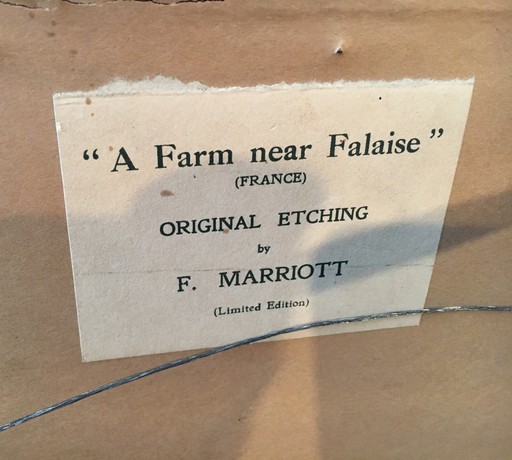 “ A Farm near Falaise ”
(FRANCE)
ORIGINAL ETCHING
by
F. MARRIOTT
(Limited Edition)